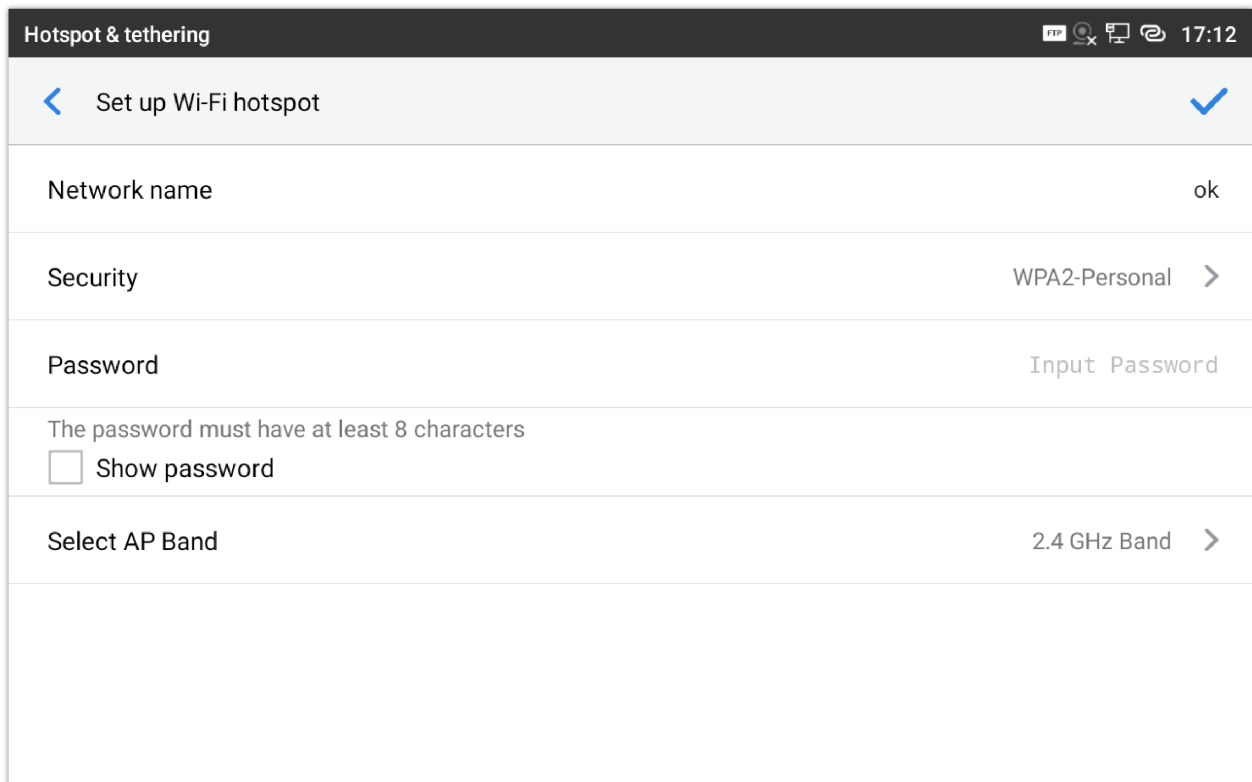 Hotspot & tethering FTP 17:12
Set up Wi-Fi hotspot
Network name ok
Security WPA2-Personal
Password Input Password
The password must have at least 8 characters
Show password
Select AP Band 2.4 GHz Band